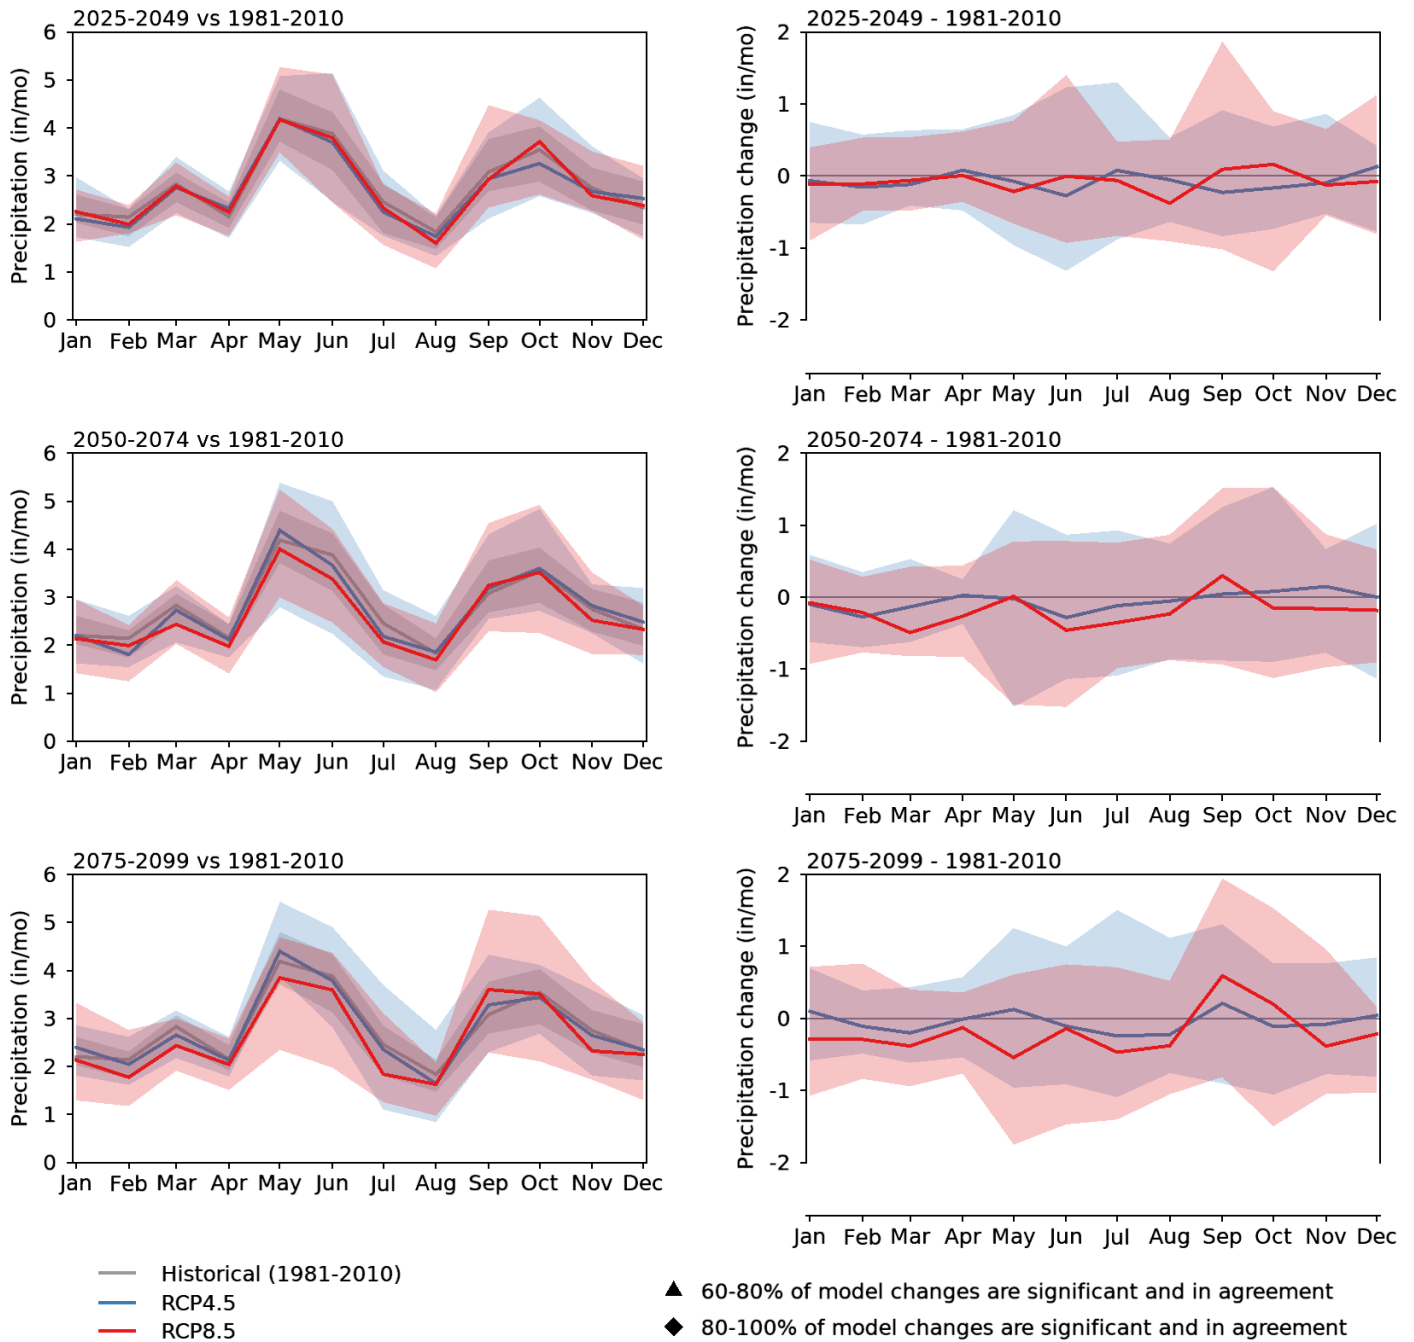 2025-2049 vs 1981-2010
Precipitation (in/mo)
6
5
4
3
2
1
0
Jan Feb Mar Apr May Jun Jul Aug Sep Oct Nov Dec
2025-2049 - 1981-2010
Precipitation change (in/mo)
2
1
0
-1
-2
Jan Feb Mar Apr May Jun Jul Aug Sep Oct Nov Dec
2050-2074 vs 1981-2010
Precipitation (in/mo)
6
5
4
3
2
1
0
Jan Feb Mar Apr May Jun Jul Aug Sep Oct Nov Dec
2050-2074 - 1981-2010
Precipitation change (in/mo)
2
1
0
-1
-2
Jan Feb Mar Apr May Jun Jul Aug Sep Oct Nov Dec
2075-2099 vs 1981-2010
Precipitation (in/mo)
6
5
4
3
2
1
0
Jan Feb Mar Apr May Jun Jul Aug Sep Oct Nov Dec
2075-2099 - 1981-2010
Precipitation change (in/mo)
2
1
0
-1
-2
Jan Feb Mar Apr May Jun Jul Aug Sep Oct Nov Dec
Historical (1981-2010)
RCP4.5
RCP8.5
60-80% of model changes are significant and in agreement
80-100% of model changes are significant and in agreement